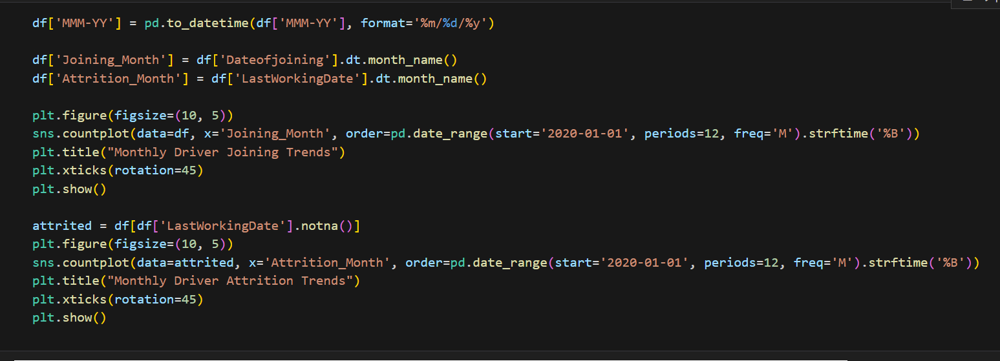 df['MMM-YY'] = pd.to_datetime(df['MMM-YY'], format='%m/%d/%y')
df['Joining_Month'] = df['Dateofjoining'].dt.month_name()
df['Attrition_Month'] = df['LastWorkingDate'].dt.month_name()
plt.figure(figsize=(10, 5))
sns.countplot(data=df, x='Joining_Month', order=pd.date_range(start='2020-01-01', periods=12, freq='M').strftime('%B'))
plt.title("Monthly Driver Joining Trends")
plt.xticks(rotation=45)
plt.show()
attrited = df[df['LastWorkingDate'].notna()]
plt.figure(figsize=(10, 5))
sns.countplot(data=attrited, x='Attrition_Month', order=pd.date_range(start='2020-01-01', periods=12, freq='M').strftime('%B'))
plt.title("Monthly Driver Attrition Trends")
plt.xticks(rotation=45)
plt.show()